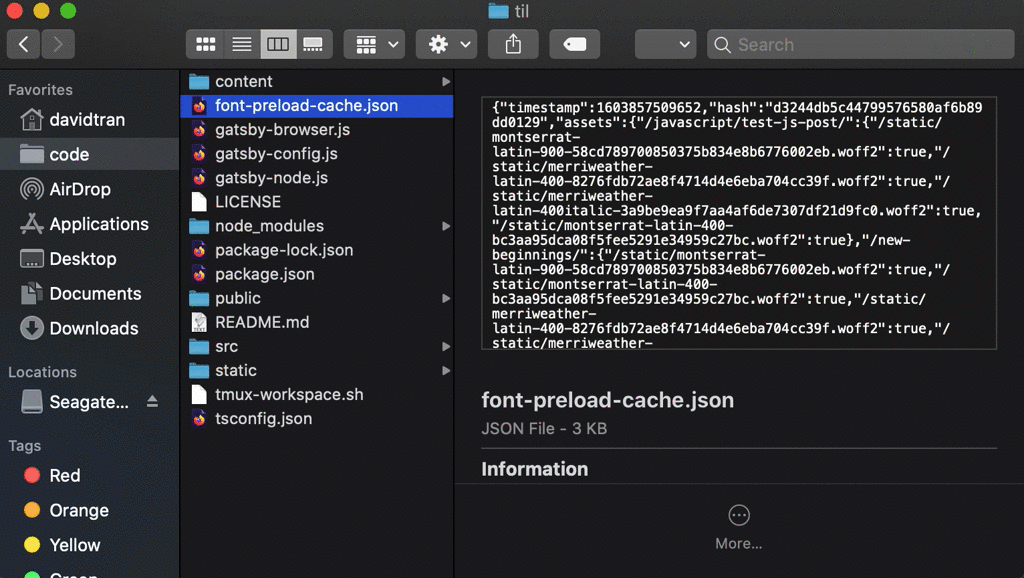 til
Search
Favorites
davidtran
code
AirDrop
Applications
Desktop
Documents
Downloads
Locations
Seagate...
Tags
Red
Orange
Yellow
Green
content
font-preload-cache.json
gatsby-browser.js
gatsby-config.js
gatsby-node.js
LICENSE
node_modules
package-lock.json
package.json
public
README.md
src
static
tmux-workspace.sh
tsconfig.json
{"timestamp":1603857509652,"hash":"d3244db5c44799576580af6b89
dd0129","assets":{"/javascript/test-js-post/":{"/static/
montserrat-
latin-900-58cd789700850375b834e8b6776002eb.woff2":true,"/
static/merriweather-
latin-400-8276fdb72ae8f4714d4e6eba704cc39f.woff2":true,"/
static/merriweather-
latin-400italic-3a9be9ea9f7aa4af6de7307df21d9fc0.woff2":true,
"/static/montserrat-latin-400-
bc3aa95dca08f5fee5291e34959c27bc.woff2":true},"/new-
beginnings/":{"/static/montserrat-
latin-900-58cd789700850375b834e8b6776002eb.woff2":true,"/
static/montserrat-latin-400-
bc3aa95dca08f5fee5291e34959c27bc.woff2":true,"/static/
merriweather-
latin-400-8276fdb72ae8f4714d4e6eba704cc39f.woff2":true,"/
static/merriweather-
font-preload-cache.json
JSON File - 3 KB
Information
More...